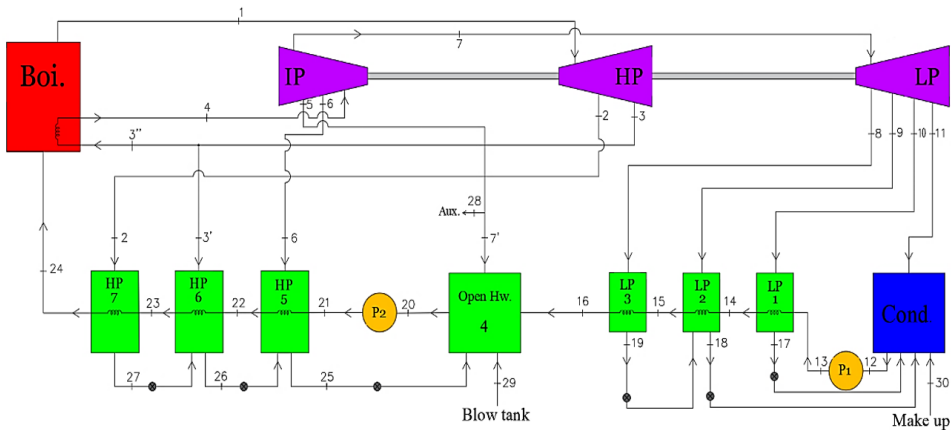 1
7
Boi.
IP
HP
LP
4
3"
5
6
2
3
8
9
10
11
28
Aux.
2
3'
6
7'
24
HP
7
23
HP
6
22
HP
5
21
P2
20
Open Hw.
4
16
LP
3
15
LP
2
14
LP
1
Cond
27
26
25
29
Blow tank
19
18
17
13
P1
12
30
Make up